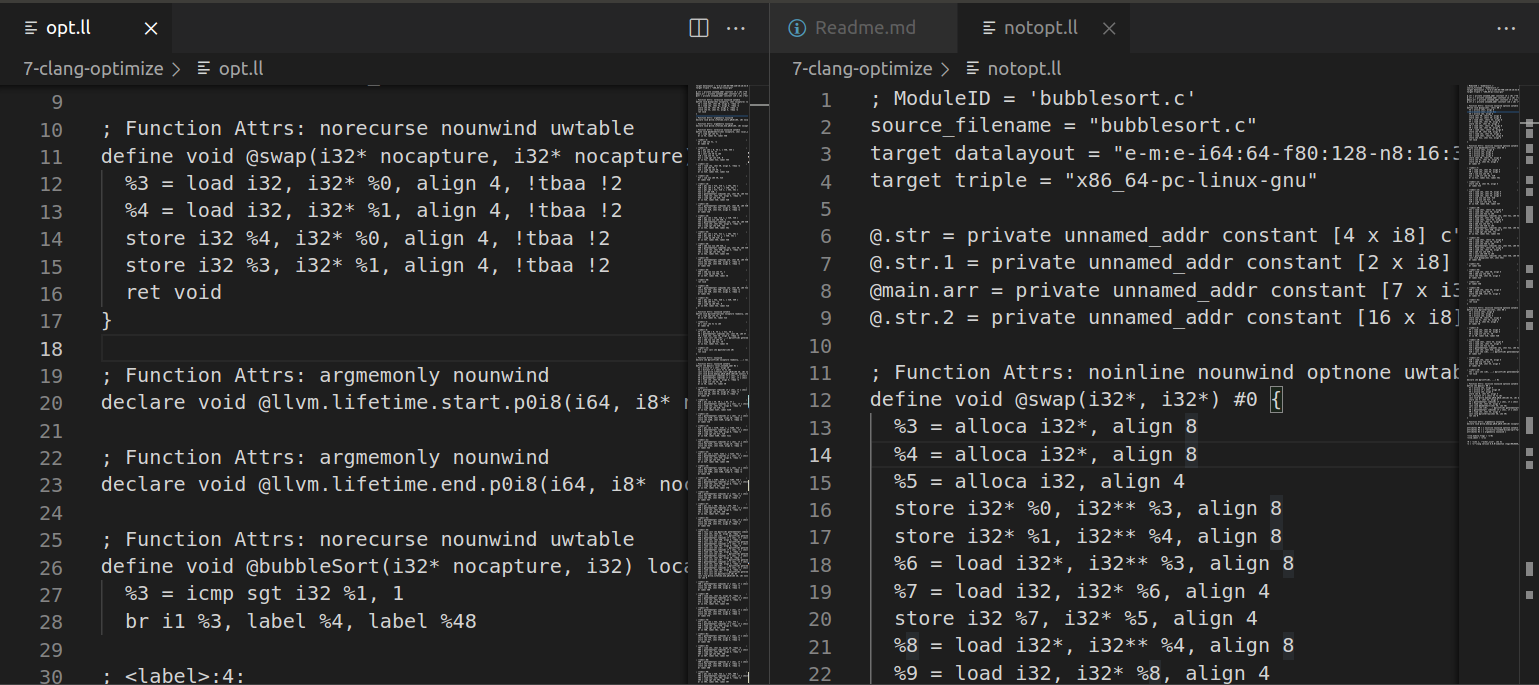 opt.ll
7-clang-optimize > opt.ll
9
10 ; Function Attrs: norecurse nounwind uwtable
11 define void @swap(i32* nocapture, i32* nocapture
12 %3 = load i32, i32* %0, align 4, !tbaa !2
13 %4 = load i32, i32* %1, align 4, !tbaa !2
14 store i32 %4, i32* %0, align 4, !tbaa !2
15 store i32 %3, i32* %1, align 4, !tbaa !2
16 ret void
17 }
18
19 ; Function Attrs: argmemonly nounwind
20 declare void @llvm.lifetime.start.p0i8(i64, i8*
21
22 ; Function Attrs: argmemonly nounwind
23 declare void @llvm.lifetime.end.p0i8(i64, i8* noc
24
25 ; Function Attrs: norecurse nounwind uwtable
26 define void @bubbleSort(i32* nocapture, i32) loca
27 %3 = icmp sgt i32 %1, 1
28 br i1 %3, label %4, label %48
29
30 ; <label>:4:
Readme.md
notopt.ll
7-clang-optimize > notopt.ll
1 ; ModuleID = 'bubblesort.c'
2 source_filename = "bubblesort.c"
3 target datalayout = "e-m:e-i64:64-f80:128-n8:16:3
4 target triple = "x86_64-pc-linux-gnu"
5
6 @.str = private unnamed_addr constant [4 x i8] c"
7 @.str.1 = private unnamed_addr constant [2 x i8]
8 @main.arr = private unnamed_addr constant [7 x i3
9 @.str.2 = private unnamed_addr constant [16 x i8]
10
11 ; Function Attrs: noinline nounwind optnone uwtab
12 define void @swap(i32*, i32*) #0 {
13 %3 = alloca i32*, align 8
14 %4 = alloca i32*, align 8
15 %5 = alloca i32, align 4
16 store i32* %0, i32** %3, align 8
17 store i32* %1, i32** %4, align 8
18 %6 = load i32*, i32** %3, align 8
19 %7 = load i32, i32* %6, align 4
20 store i32 %7, i32* %5, align 4
21 %8 = load i32*, i32** %4, align 8
22 %9 = load i32, i32* %8, align 4